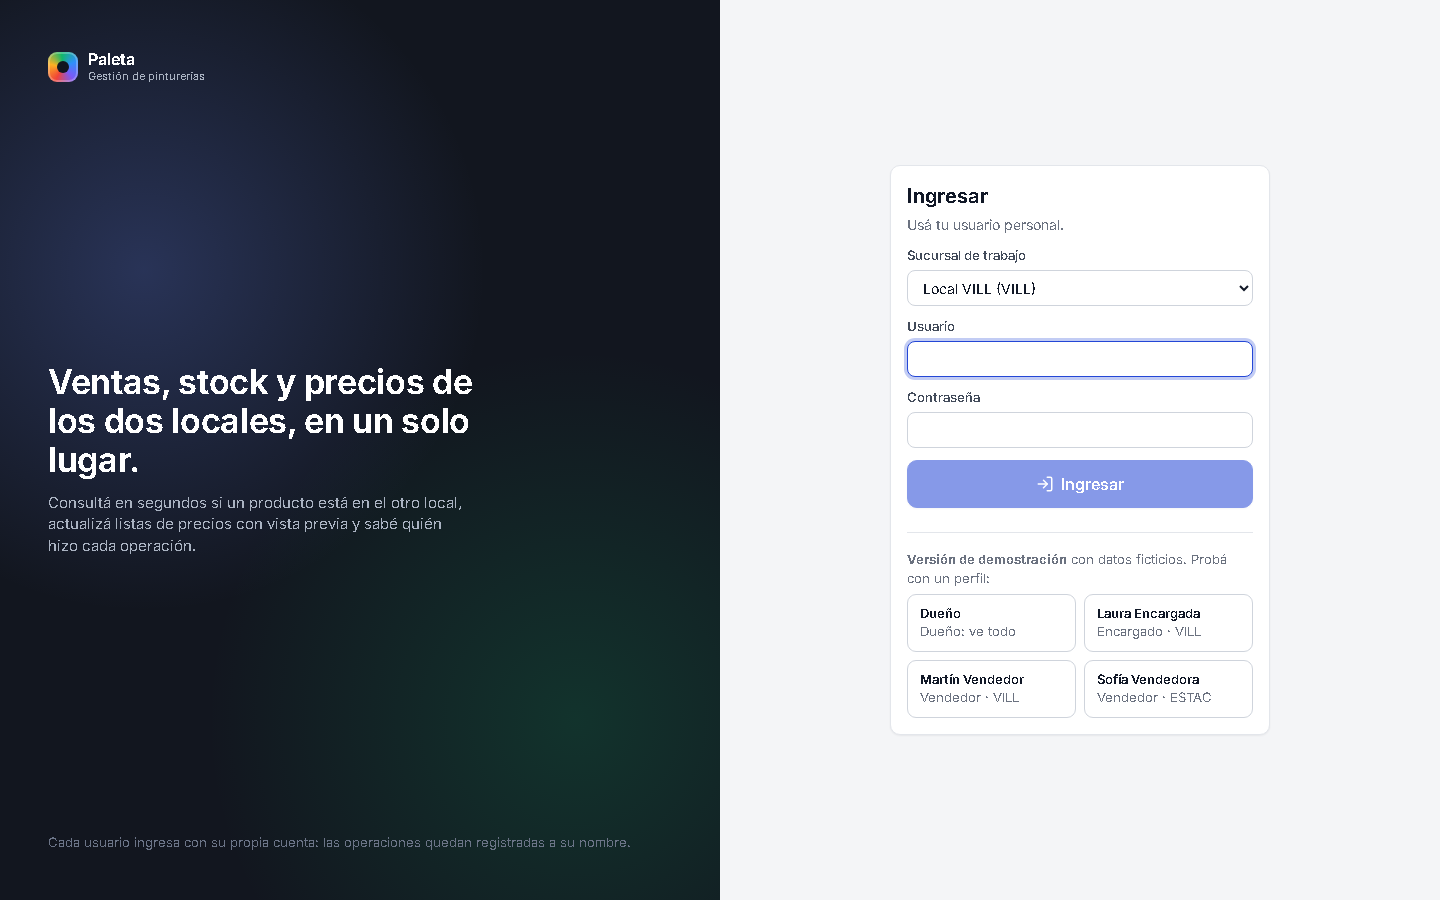 Paleta
Gestión de pinturerías
Ventas, stock y precios de
los dos locales, en un solo
lugar.
Consultá en segundos si un producto está en el otro local,
actualizá listas de precios con vista previa y sabé quién
hizo cada operación.
Cada usuario ingresa con su propia cuenta: las operaciones quedan registradas a su nombre.
Ingresar
Usá tu usuario personal.
Sucursal de trabajo
Local VILL (VILL)
Usuario
Contraseña
Ingresar
Versión de demostración con datos ficticios. Probá
con un perfil:
Dueño
Dueño: ve todo
Laura Encargada
Encargado · VILL
Martín Vendedor
Vendedor · VILL
Sofía Vendedora
Vendedor · ESTAC